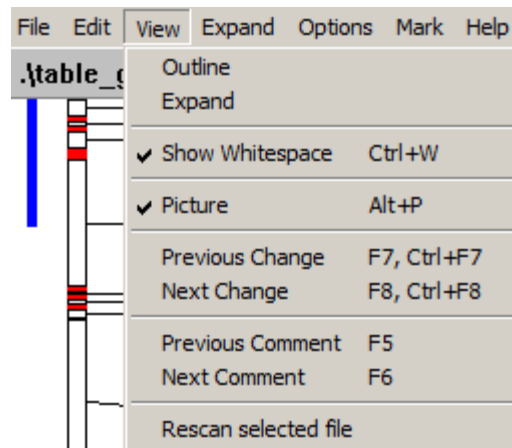 File Edit View Expand Options Mark Help
.\table_
Outline
Expand
Show Whitespace Ctrl+W
Picture Alt+P
Previous Change F7, Ctrl+F7
Next Change F8, Ctrl+F8
Previous Comment F5
Next Comment F6
Rescan selected file